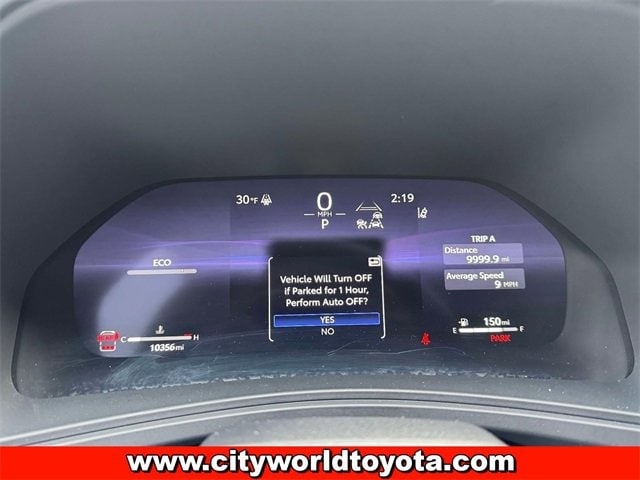 30°F
0
MPH
P
2:19
ECO
Vehicle Will Turn OFF
if Parked for 1 Hour,
Perform Auto OFF?
YES
NO
TRIP A
Distance
9999.9 mi
Average Speed
9 MPH
C H
10356mi
150mi
E F
PARK
www.cityworldtoyota.com